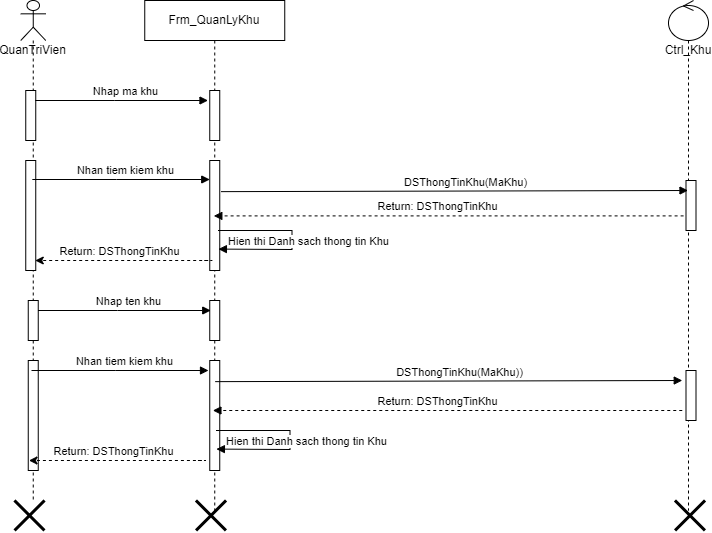 Frm_QuanLyKhu
QuanTriVien
Ctrl_Khu
Nhap ma khu
Nhan tiem kiem khu
DSThongTinKhu(MaKhu)
Return: DSThongTinKhu
Hien thi Danh sach thong tin Khu
Return: DSThongTinKhu
Nhap ten khu
Nhan tiem kiem khu
DSThongTinKhu(MaKhu))
Return: DSThongTinKhu
Hien thi Danh sach thong tin Khu
Return: DSThongTinKhu